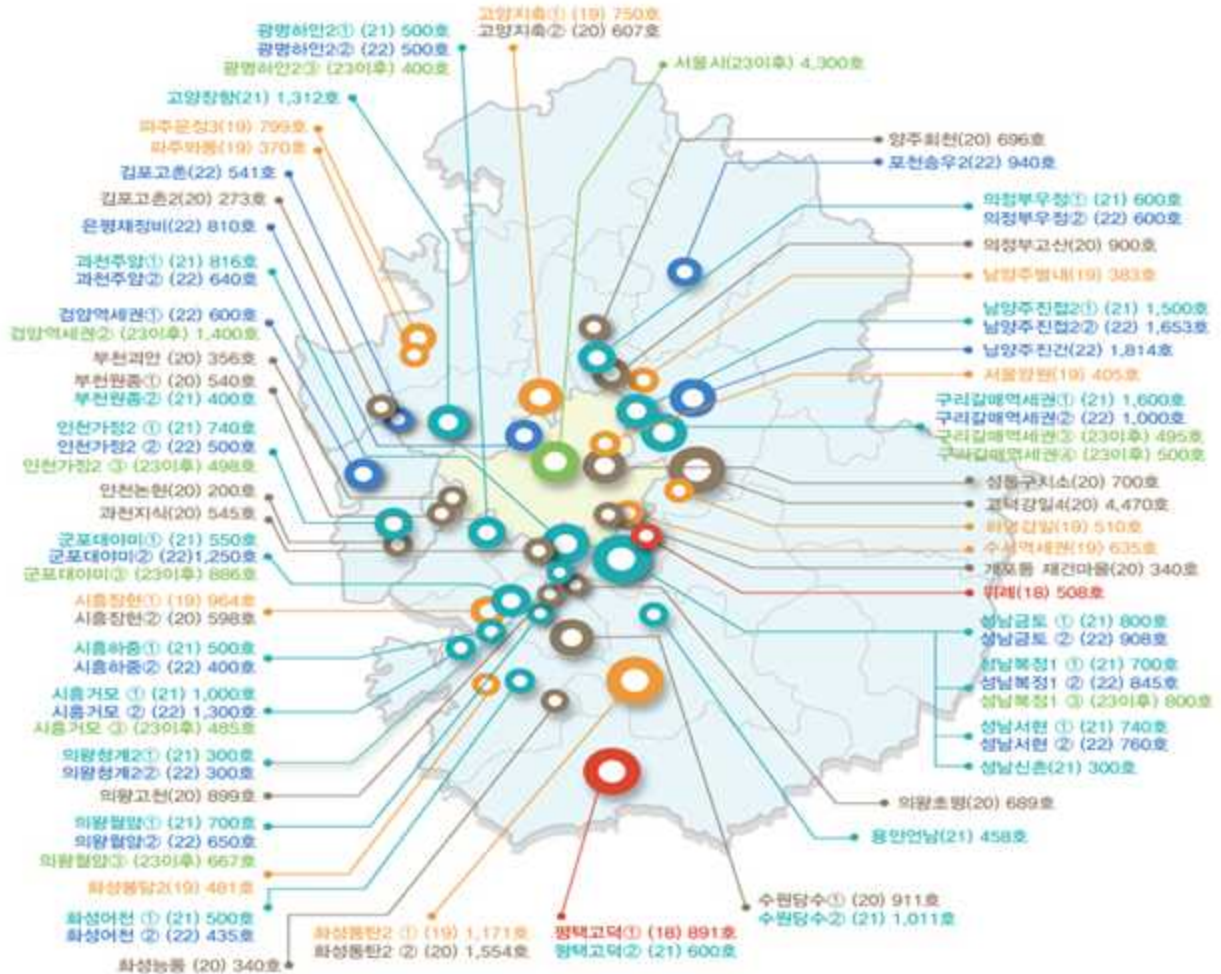 고양지축① (19) 750호
고양지축② (20) 607호
광명하안2① (21) 500호
광명하안2② (22) 500호
광명하안2③ (23이후) 400호
서울시(23이후) 4,300호
고양장항(21) 1,312호
파주운정3(19) 799호
파주와동(19) 370호
김포고촌(22) 541호
김포고촌2(20) 273호
은평재정비(22) 810호
과천주암① (21) 816호
과천주암② (22) 640호
검암역세권① (22) 600호
검암역세권② (23이후) 1,400호
부천괴안 (20) 356호
부천원종① (20) 540호
부천원종② (21) 400호
인천가정2 ① (21) 740호
인천가정2 ② (22) 500호
인천가정2 ③ (23이후) 498호
인천논현(20) 200호
과천지식(20) 545호
군포대야미① (21) 550호
군포대야미② (22)1,250호
군포대야미③ (23이후) 886호
시흥장현① (19) 964호
시흥장현② (20) 598호
시흥하중① (21) 500호
시흥하중② (22) 400호
시흥거모 ① (21) 1,000호
시흥거모 ② (22) 1,300호
시흥거모 ③ (23이후) 485호
의왕청계2① (21) 300호
의왕청계2② (22) 300호
의왕고천(20) 899호
의왕월암① (21) 700호
의왕월암② (22) 650호
의왕월암③ (23이후) 667호
화성봉담2(19) 481호
화성어천 ① (21) 500호
화성어천 ② (22) 435호
화성능동 (20) 340호
양주회천(20) 696호
포천송우2(22) 940호
의정부우정① (21) 600호
의정부우정② (22) 600호
의정부고산(20) 900호
남양주별내(19) 383호
남양주진접2① (21) 1,500호
남양주진접2② (22) 1,653호
남양주진건(22) 1,814호
서울양원(19) 405호
구리갈매역세권① (21) 1,600호
구리갈매역세권② (22) 1,000호
구리갈매역세권③ (23이후) 495호
구리갈매역세권④ (23이후) 500호
성동구치소(20) 700호
고덕강일4(20) 4,470호
하남감일(19) 510호
수서역세권(19) 635호
개포동 재건마을(20) 340호
위례(18) 508호
성남금토 ① (21) 800호
성남금토 ② (22) 908호
성남복정1 ① (21) 700호
성남복정1 ② (22) 845호
성남복정1 ③ (23이후) 800호
성남서현 ① (21) 740호
성남서현 ② (22) 760호
성남신촌(21) 300호
의왕초평(20) 689호
용인언남(21) 458호
수원당수① (20) 911호
수원당수② (21) 1,011호
화성동탄2 ① (19) 1,171호
화성동탄2 ② (20) 1,554호
평택고덕① (18) 891호
평택고덕② (21) 600호